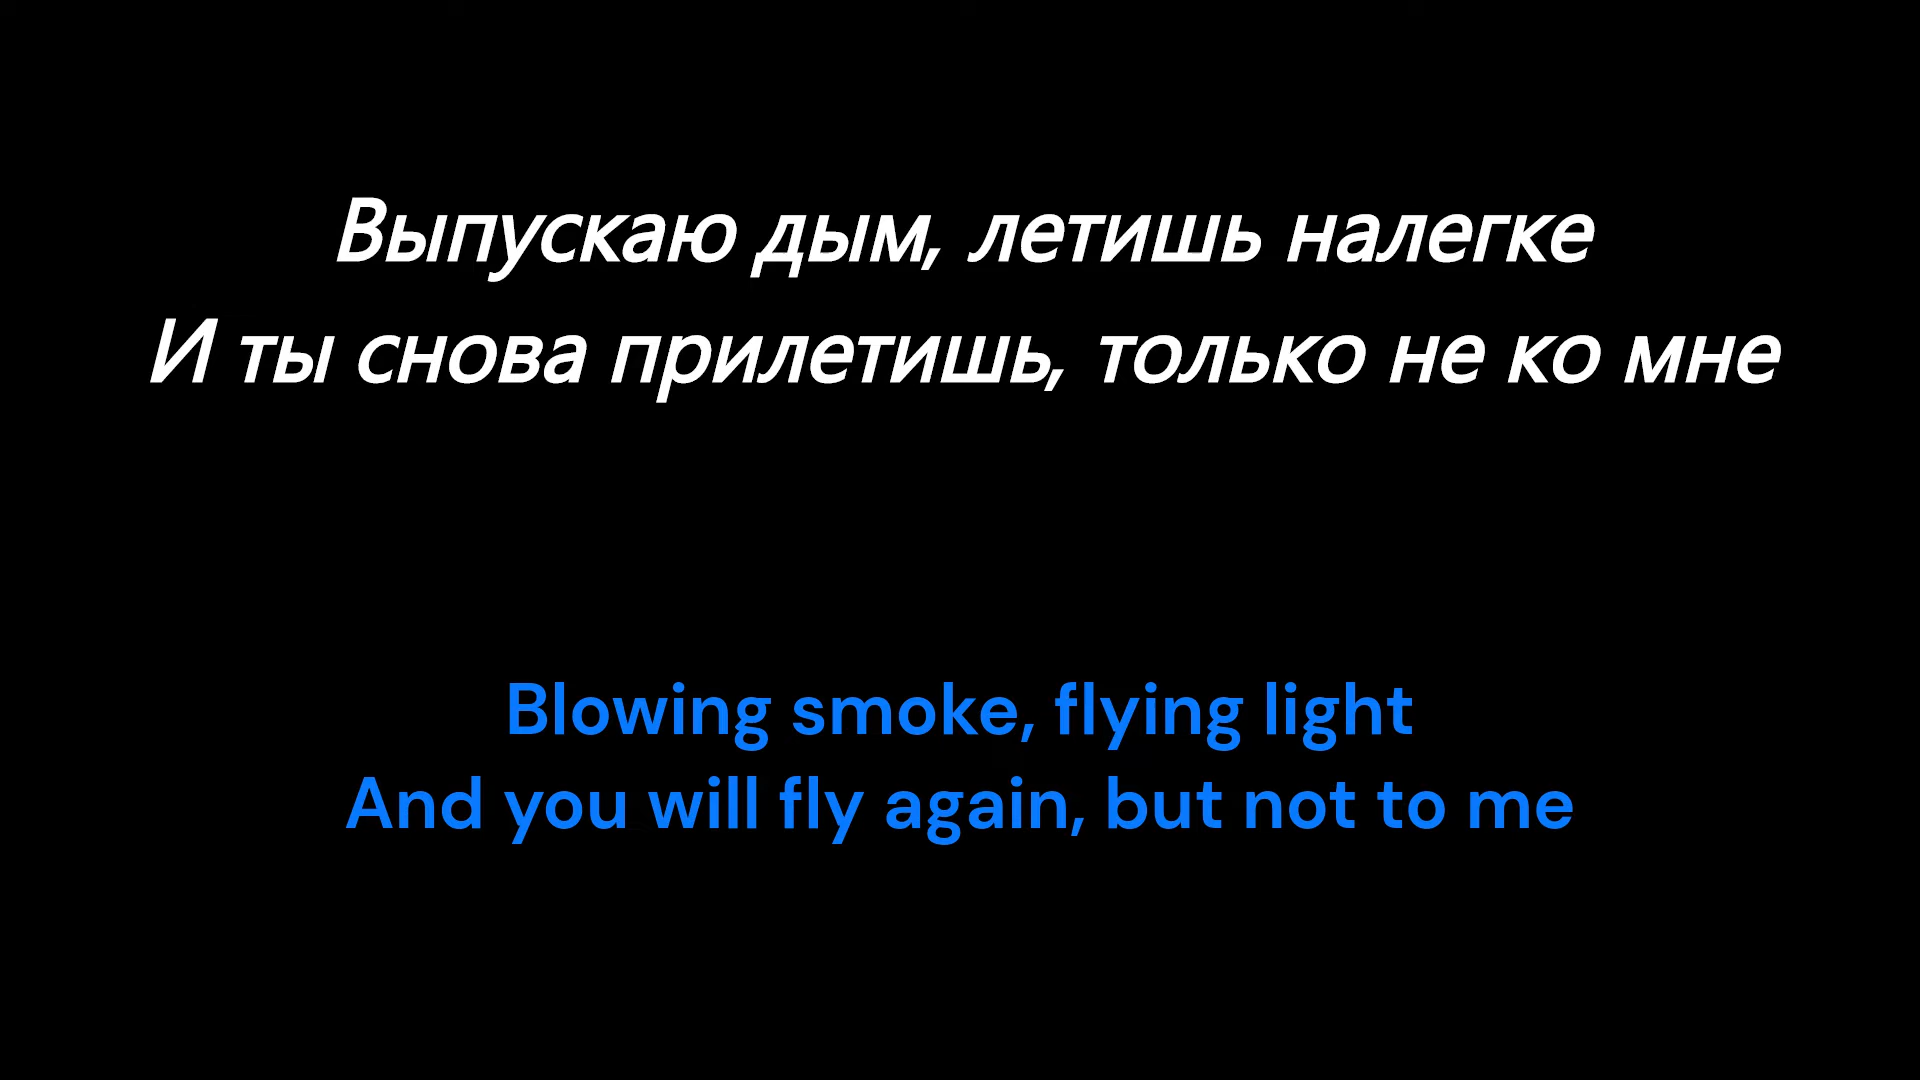 Выпускаю дым, летишь налегке
И ты снова прилетишь, только не ко мне
Blowing smoke, flying light
And you will fly again, but not to me